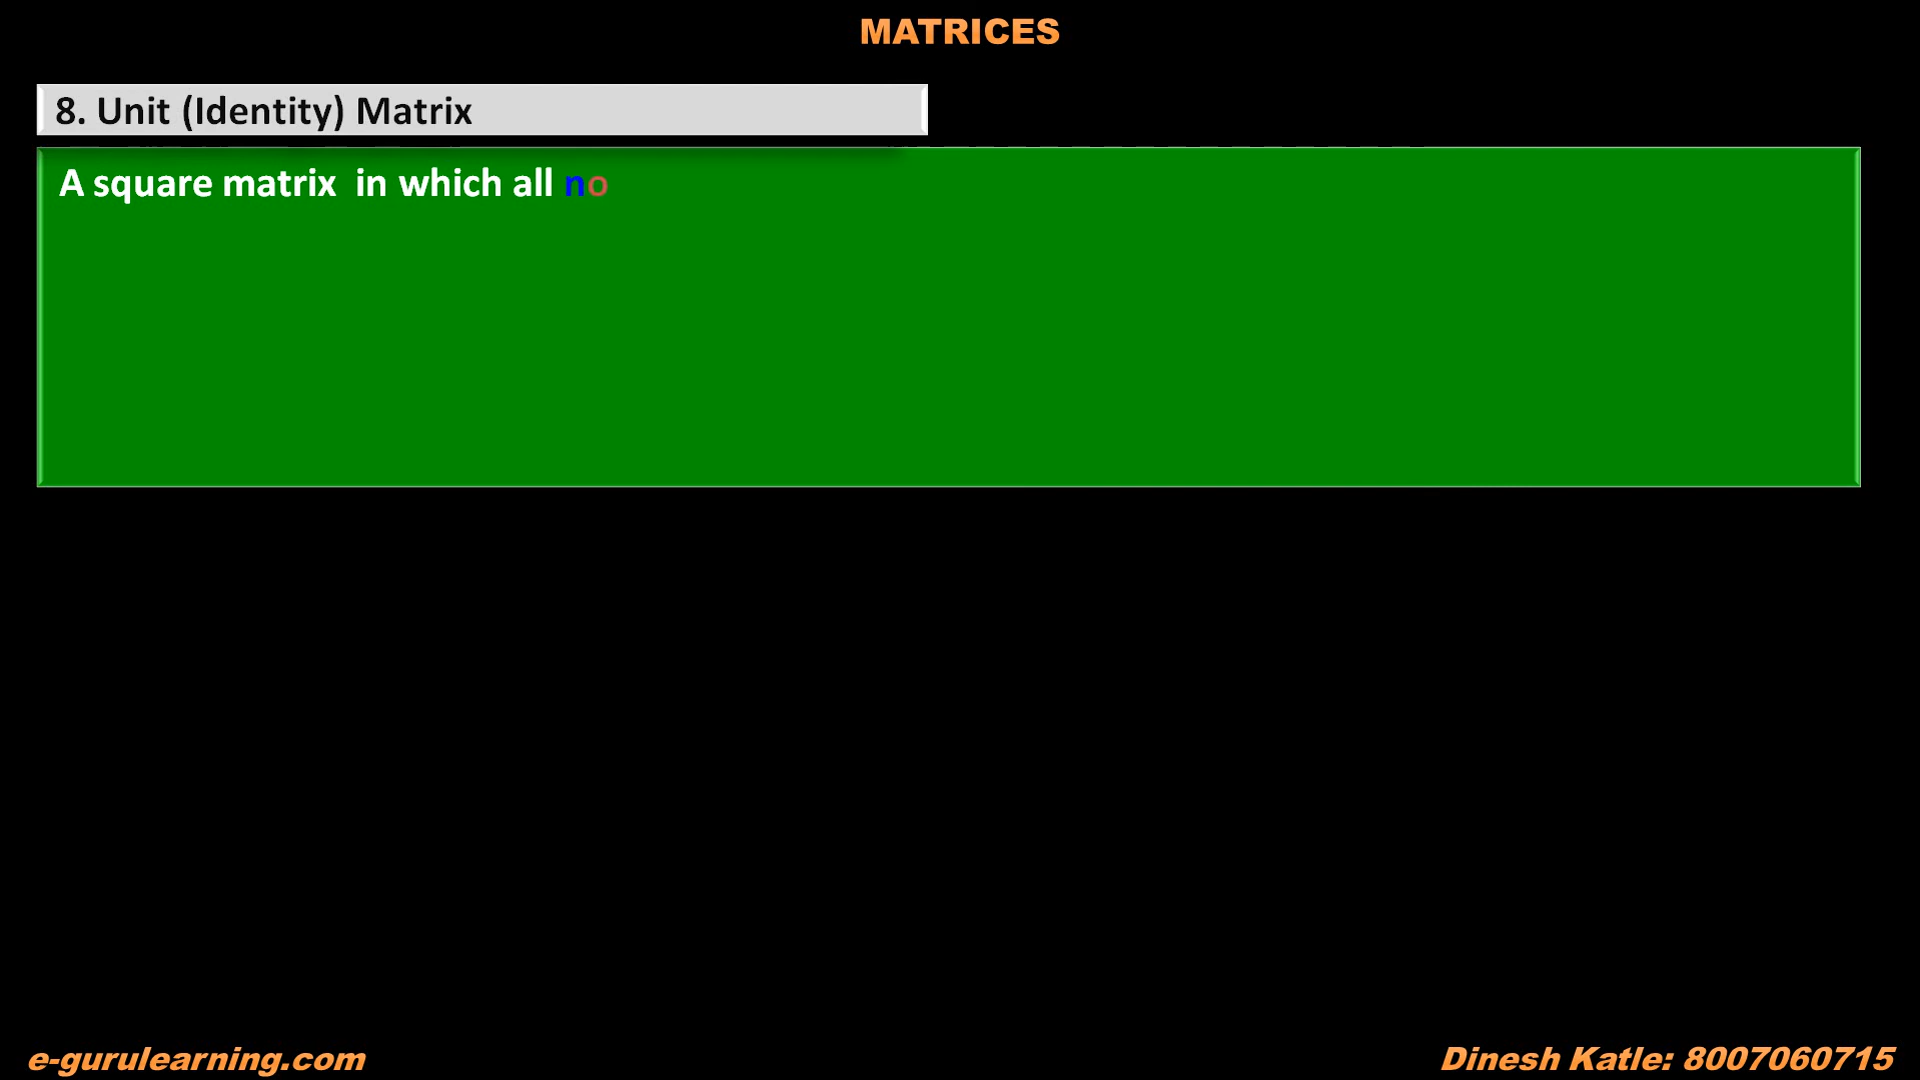 MATRICES
8. Unit (Identity) Matrix
A square matrix  in which all no
e-gurulearning.com
Dinesh Katle: 8007060715